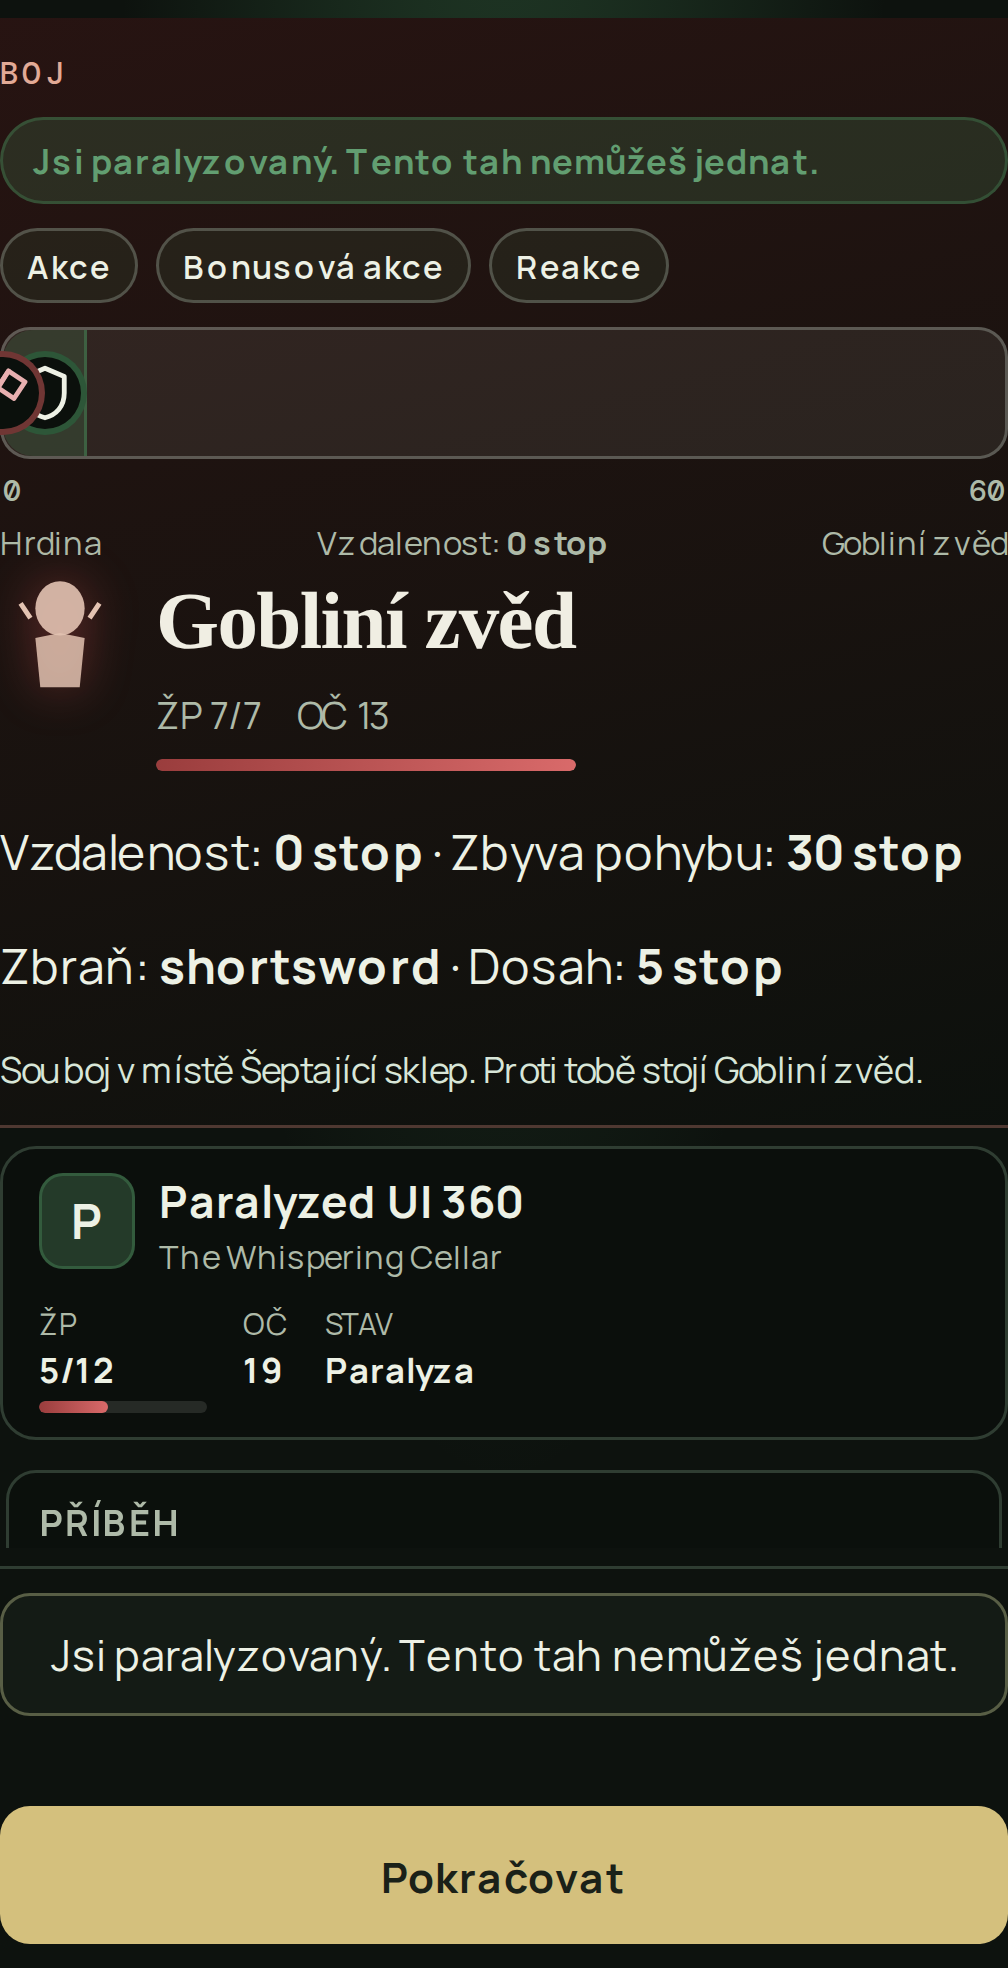 BOJ
Jsi paralyzovaný. Tento tah nemůžeš jednat.
Akce Bonusová akce Reakce
0 60
Hrdina Vzdalenost: 0 stop Gobliní zvěd
Gobliní zvěd
ŽP 7/7 OČ 13
Vzdalenost: 0 stop · Zbyva pohybu: 30 stop
Zbraň: shortsword · Dosah: 5 stop
Souboj v místě Šeptající sklep. Proti tobě stojí Gobliní zvěd.
P Paralyzed UI 360
The Whispering Cellar
ŽP OČ STAV
5/12 19 Paralyza
PŘÍBĚH
Jsi paralyzovaný. Tento tah nemůžeš jednat.
Pokračovat